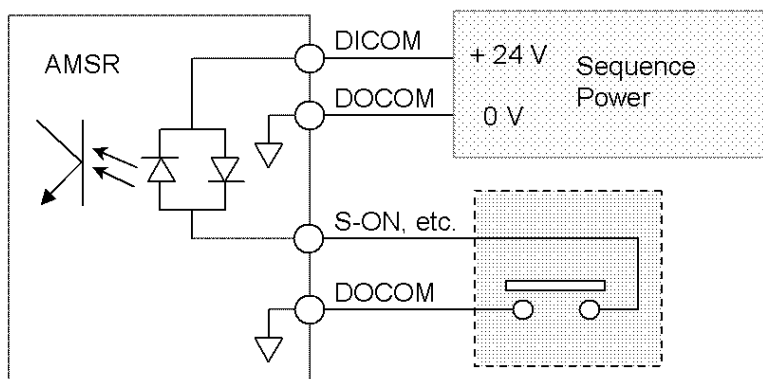 AMSR
DICOM
+ 24 V
Sequence
Power
DOCOM
0 V
S-ON, etc.
DOCOM